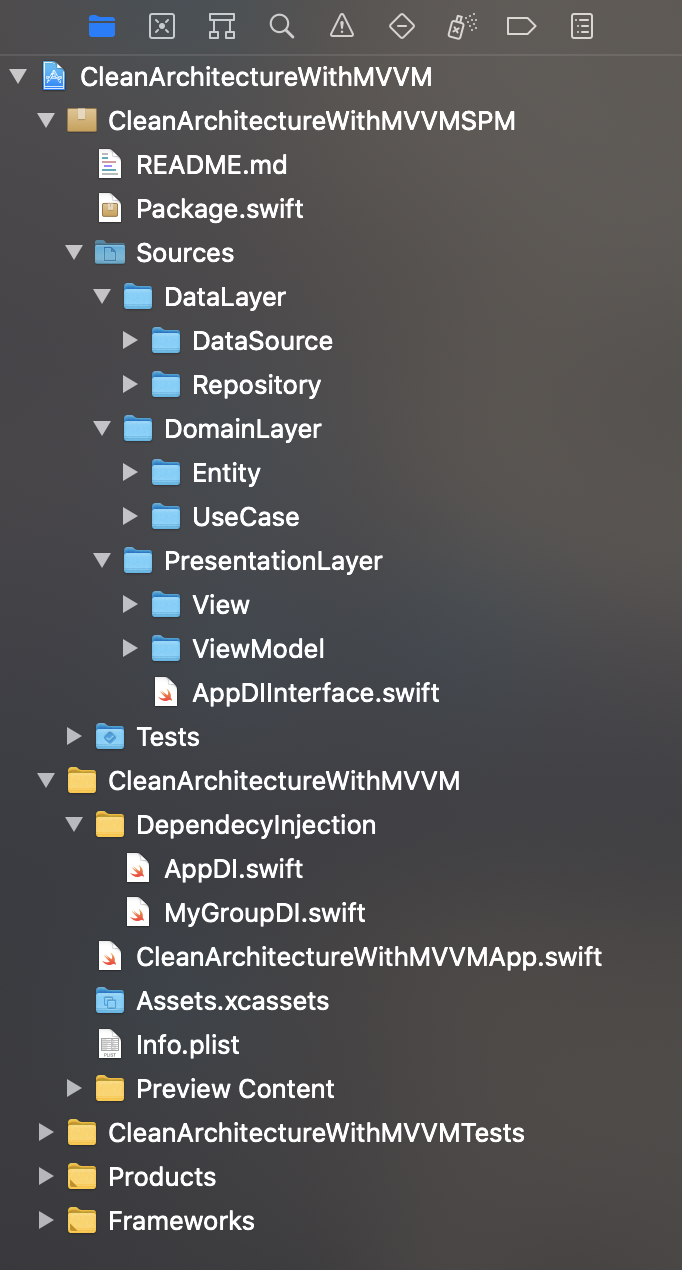 CleanArchitectureWithMVVM
CleanArchitectureWithMVVMSPM
README.md
Package.swift
Sources
DataLayer
DataSource
Repository
DomainLayer
Entity
UseCase
PresentationLayer
View
ViewModel
AppDIInterface.swift
Tests
CleanArchitectureWithMVVM
DependecyInjection
AppDI.swift
MyGroupDI.swift
CleanArchitectureWithMVVMApp.swift
Assets.xcassets
Info.plist
Preview Content
CleanArchitectureWithMVVMTests
Products
Frameworks